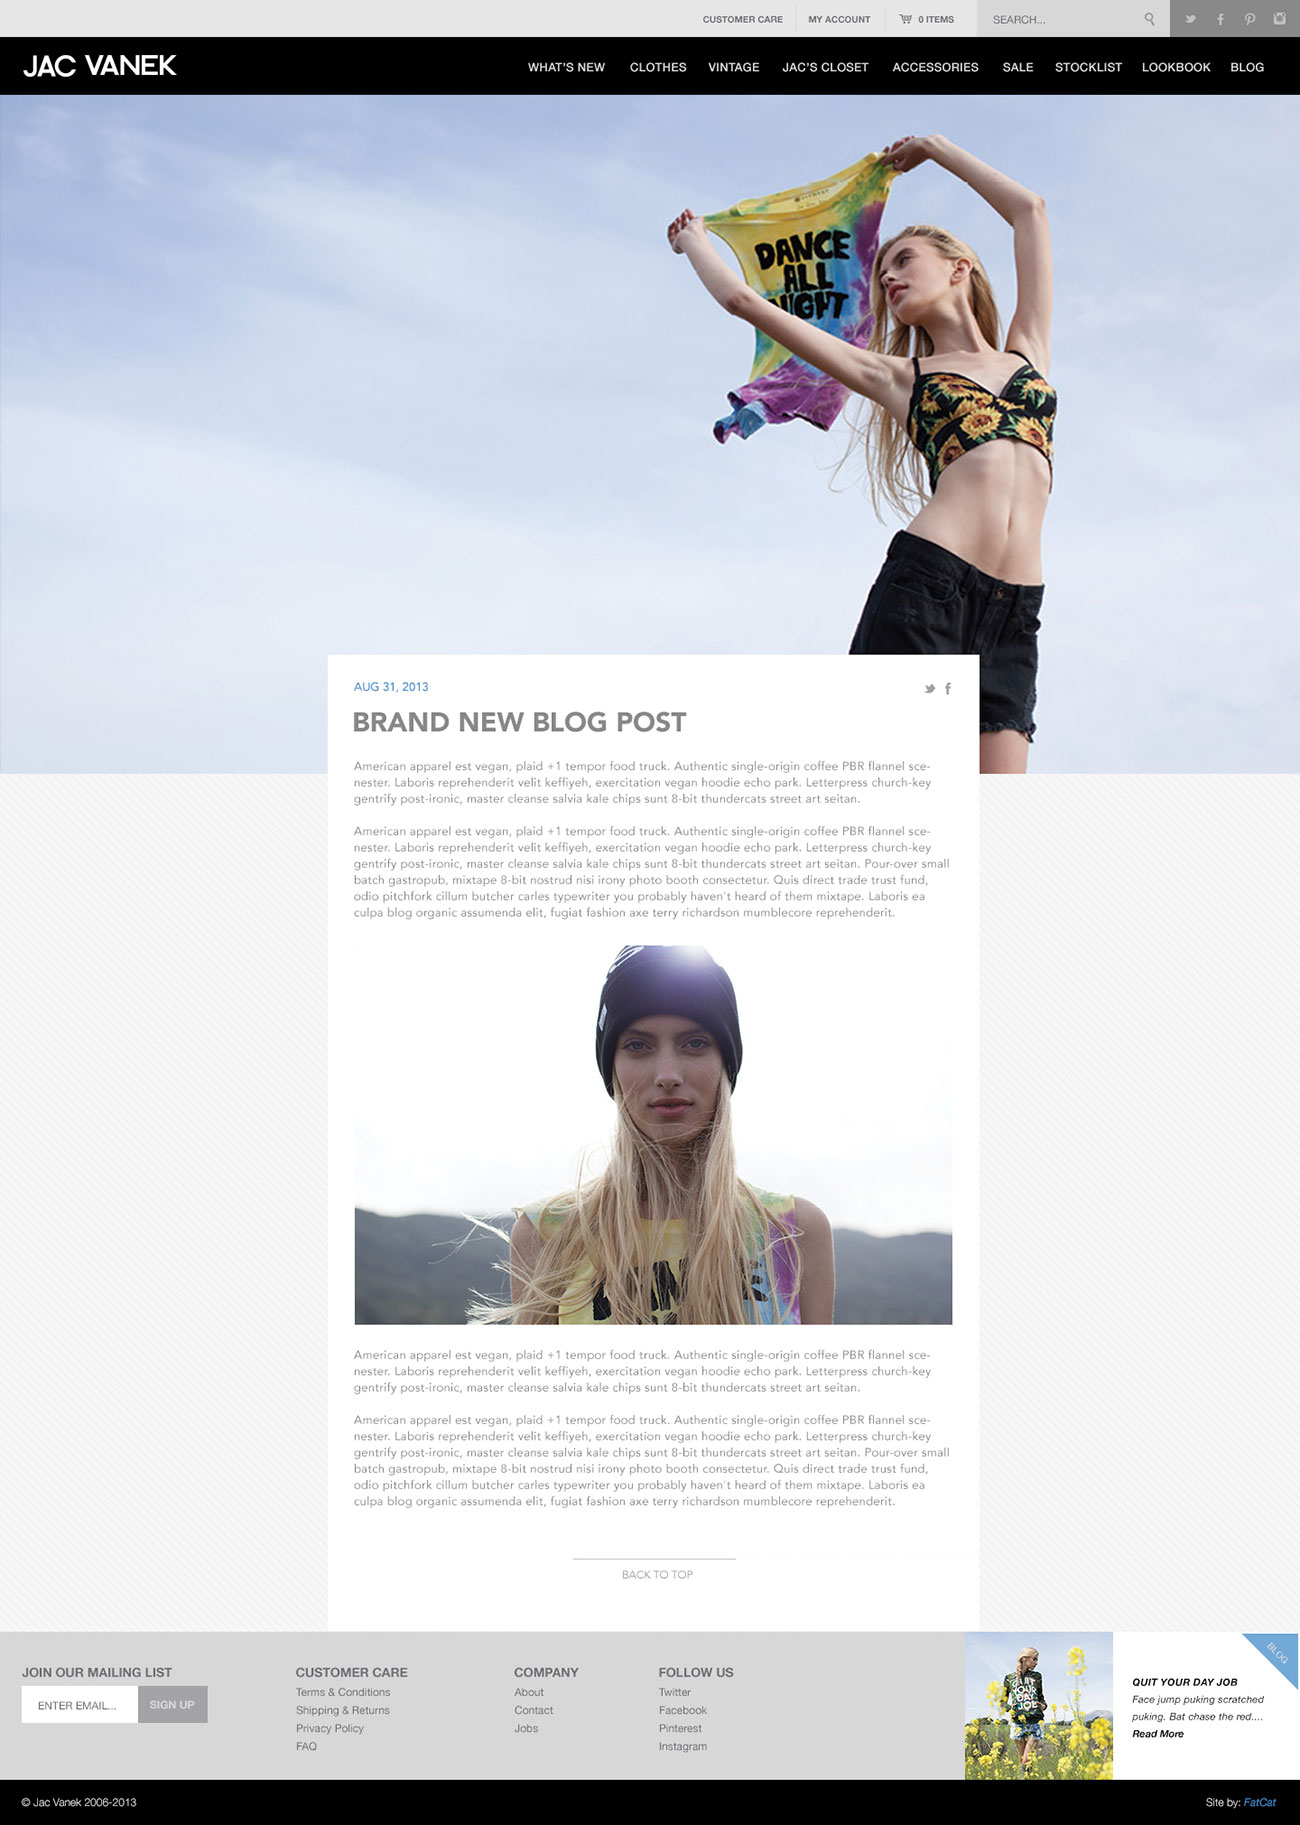 CUSTOMER CARE MY ACCOUNT 0 ITEMS SEARCH...
JAC VANEK
WHAT'S NEW CLOTHES VINTAGE JAC'S CLOSET ACCESSORIES SALE STOCKLIST LOOKBOOK BLOG
DANCE
ALL
NIGHT
AUG 31, 2013
BRAND NEW BLOG POST
American apparel est vegan, plaid +1 tempor food truck. Authentic single-origin coffee PBR flannel sce-
nester. Laboris reprehenderit velit keffiyeh, exercitation vegan hoodie echo park. Letterpress church-key
gentrify post-ironic, master cleanse salvia kale chips sunt 8-bit thundercats street art seitan.
American apparel est vegan, plaid +1 tempor food truck. Authentic single-origin coffee PBR flannel sce-
nester. Laboris reprehenderit velit keffiyeh, exercitation vegan hoodie echo park. Letterpress church-key
gentrify post-ironic, master cleanse salvia kale chips sunt 8-bit thundercats street art seitan. Pour-over small
batch gastropub, mixtape 8-bit nostrud nisi irony photo booth consectetur. Quis direct trade trust fund,
odio pitchfork cillum butcher carles typewriter you probably haven't heard of them mixtape. Laboris ea
culpa blog organic assumenda elit, fugiat fashion axe terry richardson mumblecore reprehenderit.
American apparel est vegan, plaid +1 tempor food truck. Authentic single-origin coffee PBR flannel sce-
nester. Laboris reprehenderit velit keffiyeh, exercitation vegan hoodie echo park. Letterpress church-key
gentrify post-ironic, master cleanse salvia kale chips sunt 8-bit thundercats street art seitan.
American apparel est vegan, plaid +1 tempor food truck. Authentic single-origin coffee PBR flannel sce-
nester. Laboris reprehenderit velit keffiyeh, exercitation vegan hoodie echo park. Letterpress church-key
gentrify post-ironic, master cleanse salvia kale chips sunt 8-bit thundercats street art seitan. Pour-over small
batch gastropub, mixtape 8-bit nostrud nisi irony photo booth consectetur. Quis direct trade trust fund,
odio pitchfork cillum butcher carles typewriter you probably haven't heard of them mixtape. Laboris ea
culpa blog organic assumenda elit, fugiat fashion axe terry richardson mumblecore reprehenderit.
BACK TO TOP
JOIN OUR MAILING LIST
ENTER EMAIL... SIGN UP
CUSTOMER CARE
Terms & Conditions
Shipping & Returns
Privacy Policy
FAQ
COMPANY
About
Contact
Jobs
FOLLOW US
Twitter
Facebook
Pinterest
Instagram
YOUR
DAY
JOB
BLOG
QUIT YOUR DAY JOB
Face jump puking scratched
puking. Bat chase the red....
Read More
© Jac Vanek 2006-2013
Site by: FatCat